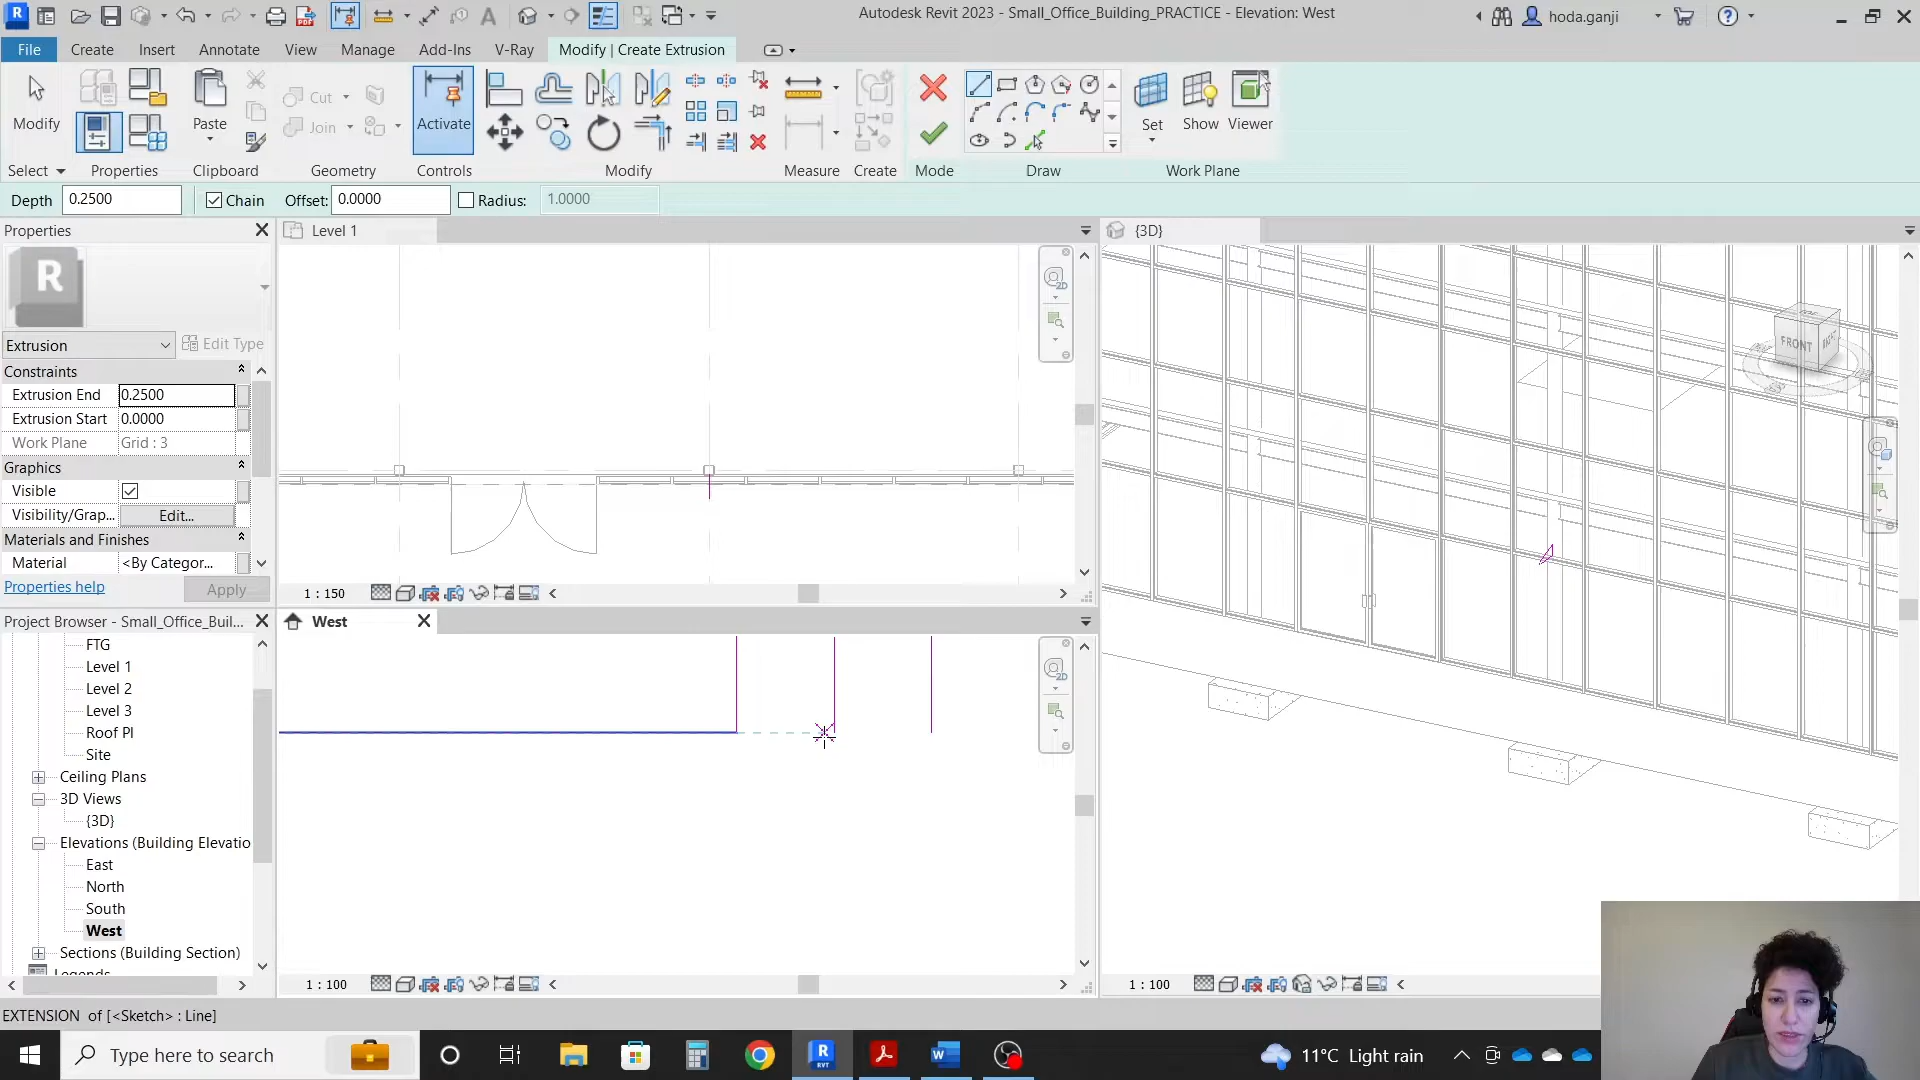 Autodesk Revit 2023 - Small_Office_Building_PRACTICE - Elevation: West
hoda.ganji
File
Create
Insert
Annotate
View
Manage
Add-Ins
V-Ray
Modify | Create Extrusion
Modify
Paste
Cut
Join
Activate
Set
Show
Viewer
Select
Properties
Clipboard
Geometry
Controls
Modify
Measure
Create
Mode
Draw
Work Plane
Depth
0.2500
Chain
Offset:
0.0000
Radius:
1.0000
Properties
R
Extrusion
Edit Type
Constraints
Extrusion End
0.2500
Extrusion Start
0.0000
Work Plane
Grid : 3
Graphics
Visible
Visibility/Grap...
Edit...
Materials and Finishes
Material
<By Categor...
Properties help
Apply
Project Browser - Small_Office_Buil...
FTG
Level 1
Level 2
Level 3
Roof Pl
Site
Ceiling Plans
3D Views
{3D}
Elevations (Building Elevatio
East
North
South
West
Sections (Building Section)
Legends
Level 1
1 : 150
West
1 : 100
{3D}
FRONT
1 : 100
EXTENSION of [<Sketch> : Line]
Type here to search
11°C Light rain